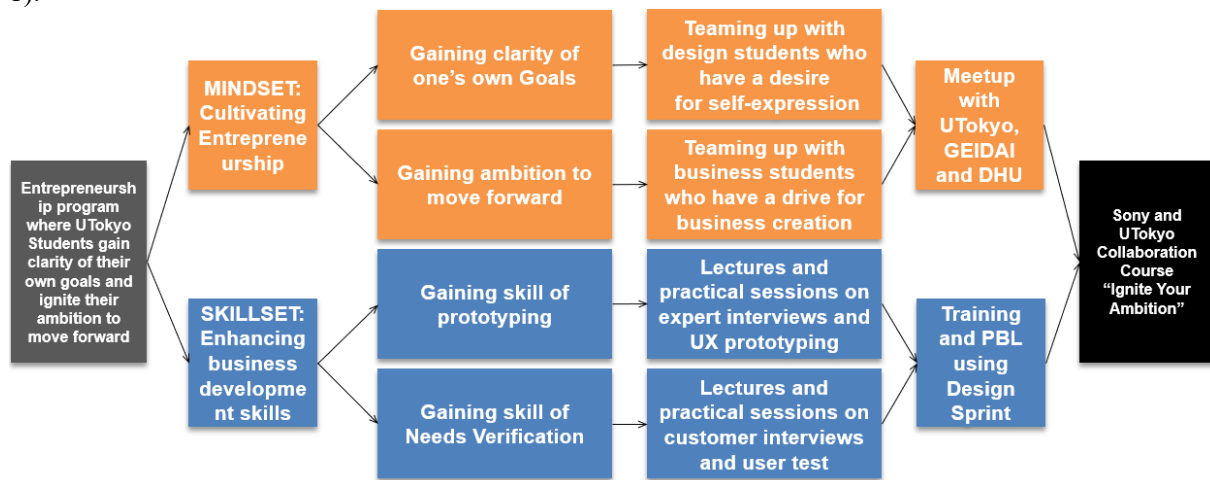 Entrepreneursh
ip program
where UTokyo
Students gain
clarity of their
own goals and
ignite their
ambition to
move forward
MINDSET:
Cultivating
Entreprene
urship
SKILLSET:
Enhancing
business
developme
nt skills
Gaining clarity of
one's own Goals
Gaining ambition to
move forward
Gaining skill of
prototyping
Gaining skill of
Needs Verification
Teaming up with
design students who
have a desire
for self-expression
Teaming up with
business students
who have a drive for
business creation
Lectures and
practical sessions on
expert interviews and
UX prototyping
Lectures and
practical sessions on
customer interviews
and user test
Meetup
with
UTokyo,
GEIDAI
and DHU
Training
and PBL
using
Design
Sprint
Sony and
UTokyo
Collaboration
Course
“Ignite Your
Ambition”